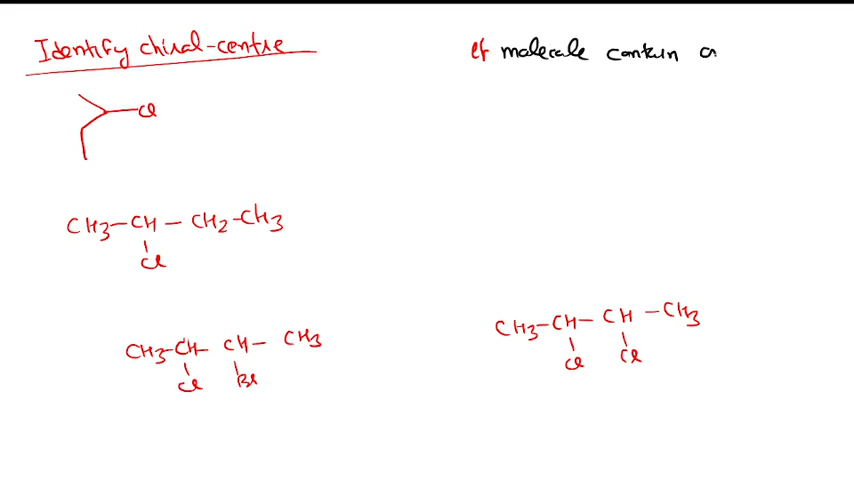 Identify chiral-centre
If molecule contain a
Cl
CH3-CH-CH2-CH3
Cl
CH3-CH-CH-CH3
Cl Br
CH3-CH-CH-CH3
Cl Cl